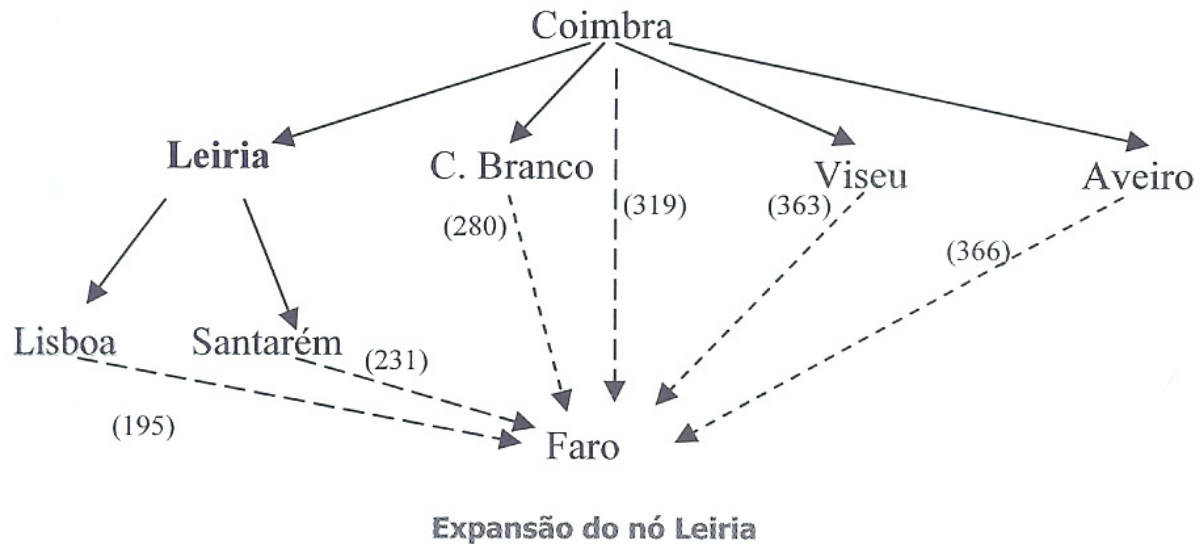 Coimbra
Leiria
C. Branco
Viseu
Aveiro
(280)
(319)
(363)
(366)
Lisboa
Santarém
(231)
(195)
Faro
Expansão do nó Leiria